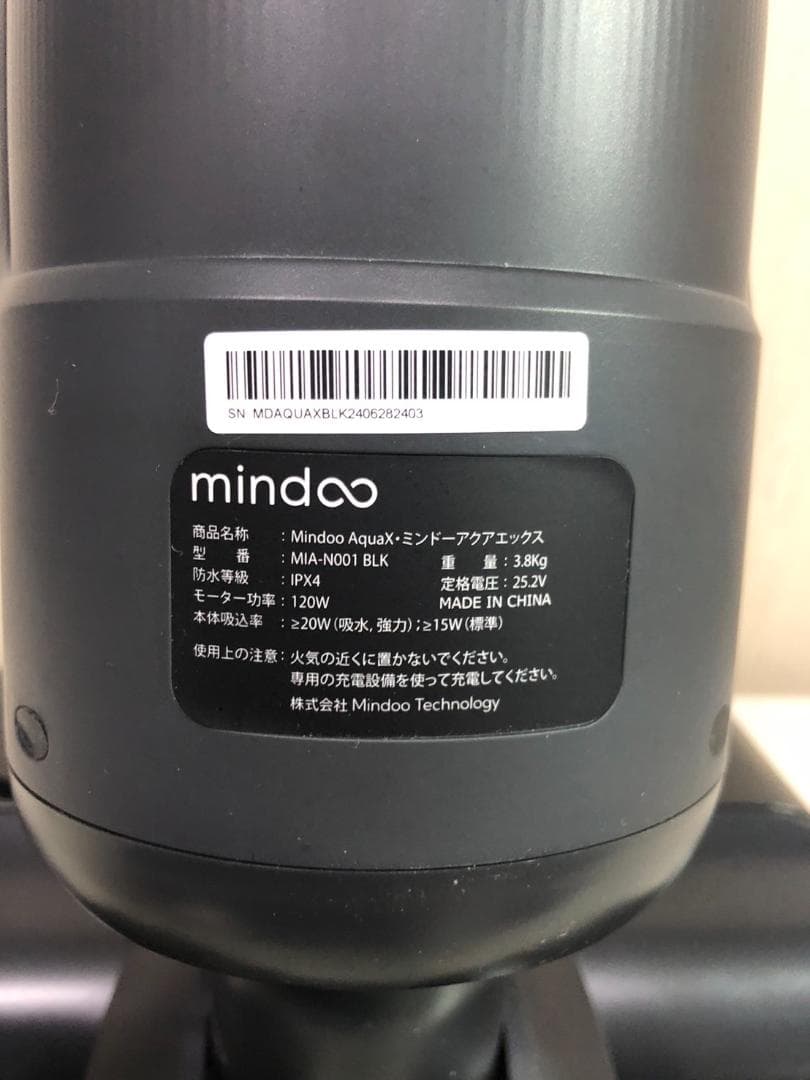 SN MDAQUAXBLK2406282403
mindoo
商品名称 : Mindoo AquaX・ミンドーアクアエックス
型 番 : MIA-N001 BLK 重 量 : 3.8Kg
防水等級 : IPX4 定格電圧 : 25.2V
モーター功率 : 120W MADE IN CHINA
本体吸込率 : ≥20W(吸水, 強力) ; ≥15W(標準)
使用上の注意 : 火気の近くに置かないでください。
専用の充電設備を使って充電してください。
株式会社 Mindoo Technology